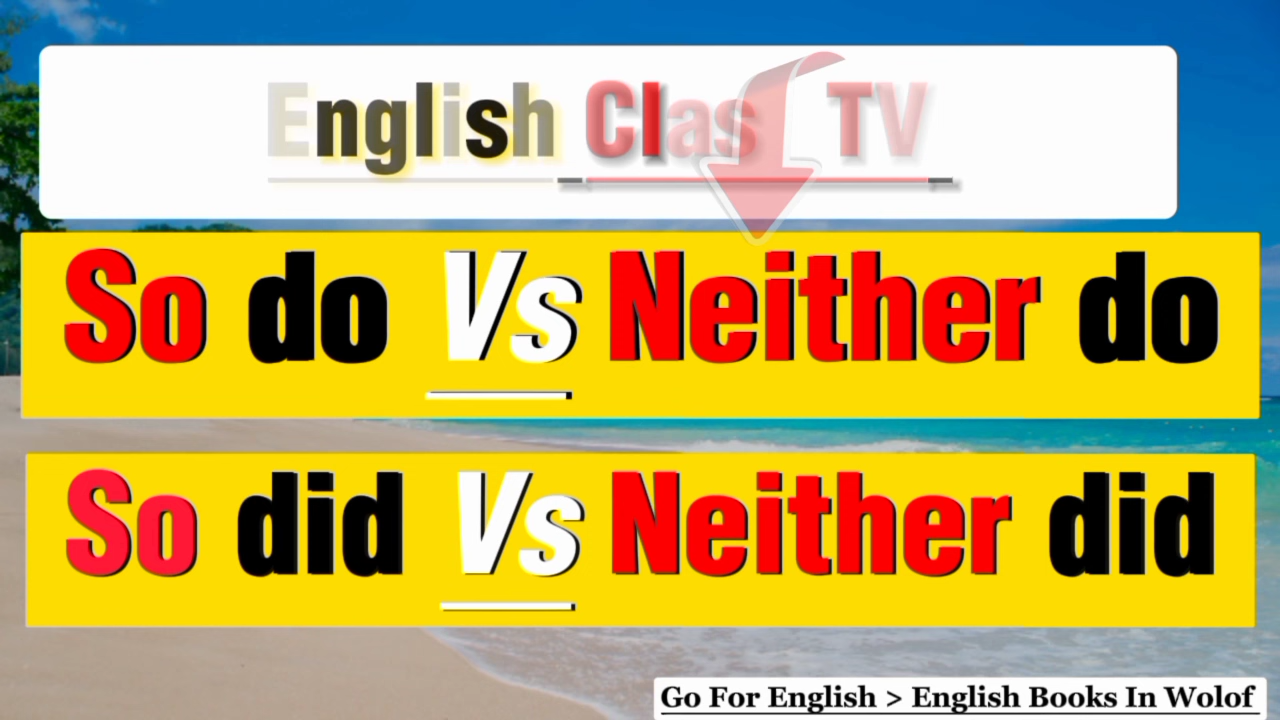 English Clas TV
So do Vs Neither do
So did Vs Neither did
Go For English > English Books In Wolof